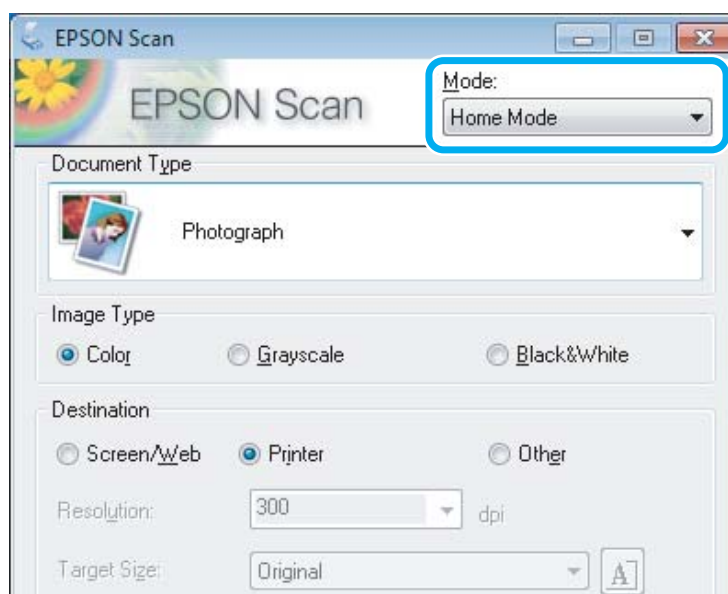 EPSON Scan
EPSON Scan
Mode:
Home Mode
Document Type
Photograph
Image Type
Color Grayscale Black&White
Destination
Screen/Web Printer Other
Resolution: 300 dpi
Target Size: Original A